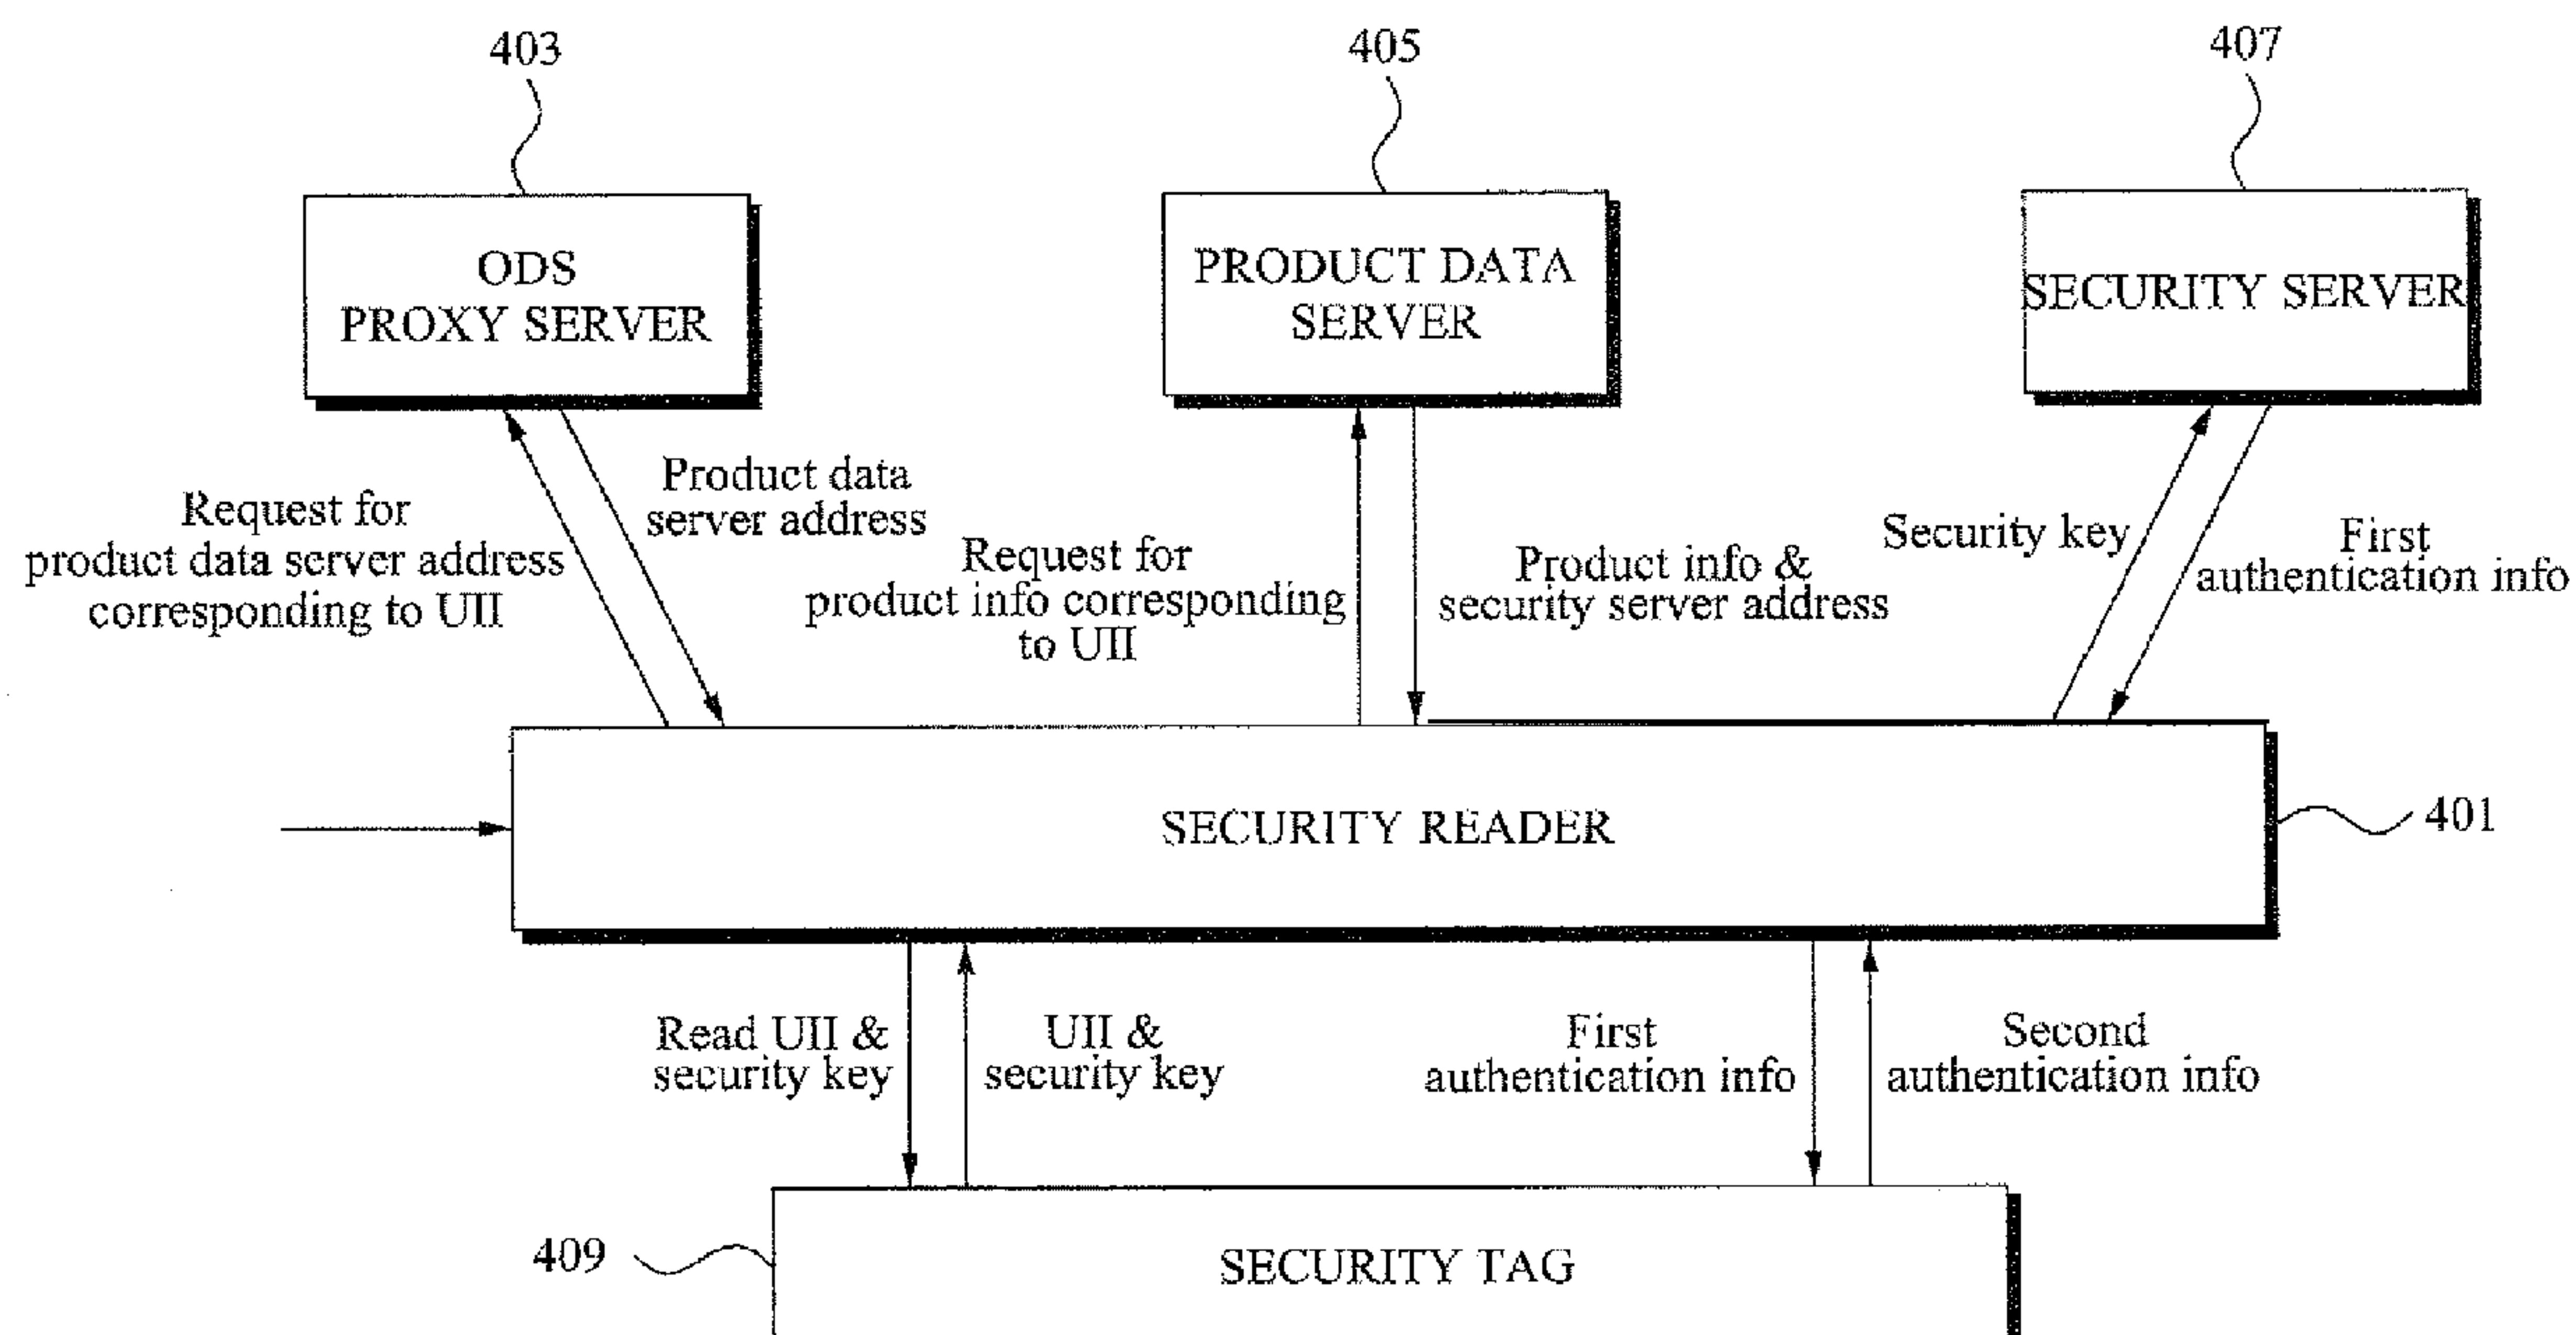 403
405
407
ODS
PROXY SERVER
PRODUCT DATA
SERVER
SECURITY SERVER
Request for
product data server address
corresponding to UII
Product data
server address
Request for
product info corresponding
to UII
Product info &
security server address
Security key
First
authentication info
SECURITY READER
401
Read UII &
security key
UII &
security key
First
authentication info
Second
authentication info
409
SECURITY TAG